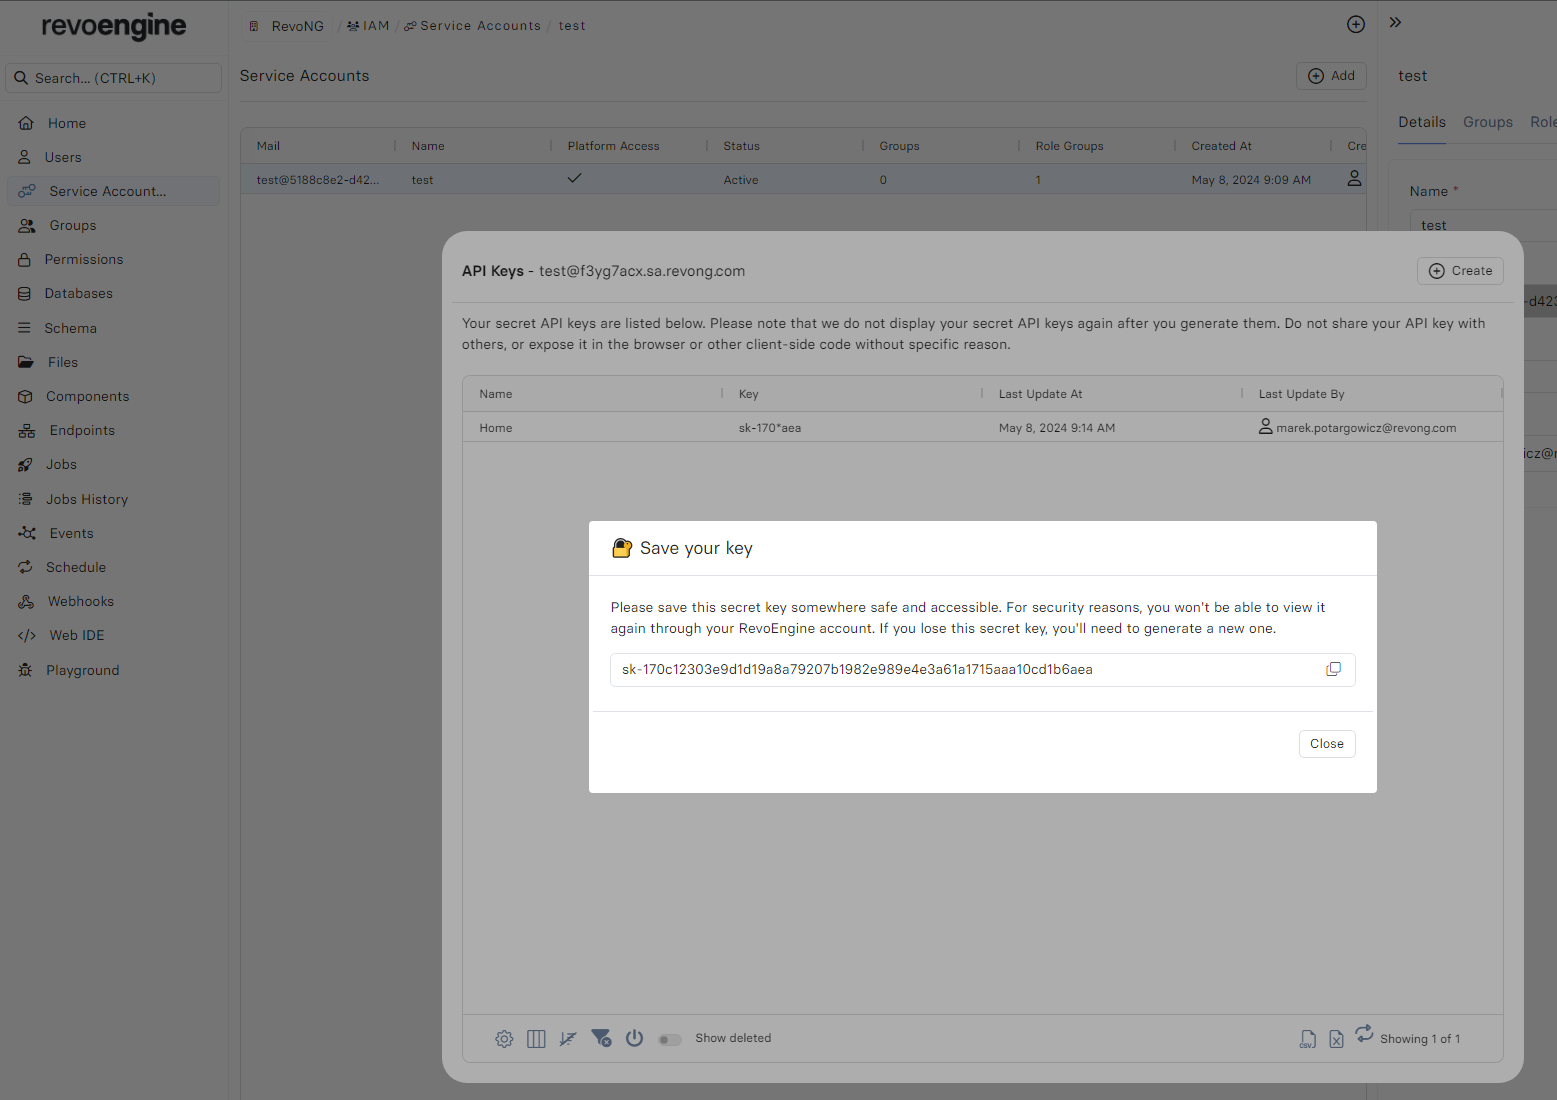 revoengine
Search... (CTRL+K)
Home
Users
Service Account...
Groups
Permissions
Databases
Schema
Files
Components
Endpoints
Jobs
Jobs History
Events
Schedule
Webhooks
Web IDE
Playground
RevoNG / IAM / Service Accounts / test
Service Accounts
Add
Mail Name Platform Access Status Groups Role Groups Created At Cre
test@5188c8e2-d42... test Active 0 1 May 8, 2024 9:09 AM
test
Details Groups Role
Name *
test
-d423
icz@r
API Keys - test@f3yg7acx.sa.revong.com
Create
Your secret API keys are listed below. Please note that we do not display your secret API keys again after you generate them. Do not share your API key with
others, or expose it in the browser or other client-side code without specific reason.
Name Key Last Update At Last Update By
Home sk-170*aea May 8, 2024 9:14 AM marek.potargowicz@revong.com
Save your key
Please save this secret key somewhere safe and accessible. For security reasons, you won't be able to view it
again through your RevoEngine account. If you lose this secret key, you'll need to generate a new one.
sk-170c12303e9d1d19a8a79207b1982e989e4e3a61a1715aaa10cd1b6aea
Close
Show deleted
CSV
Showing 1 of 1